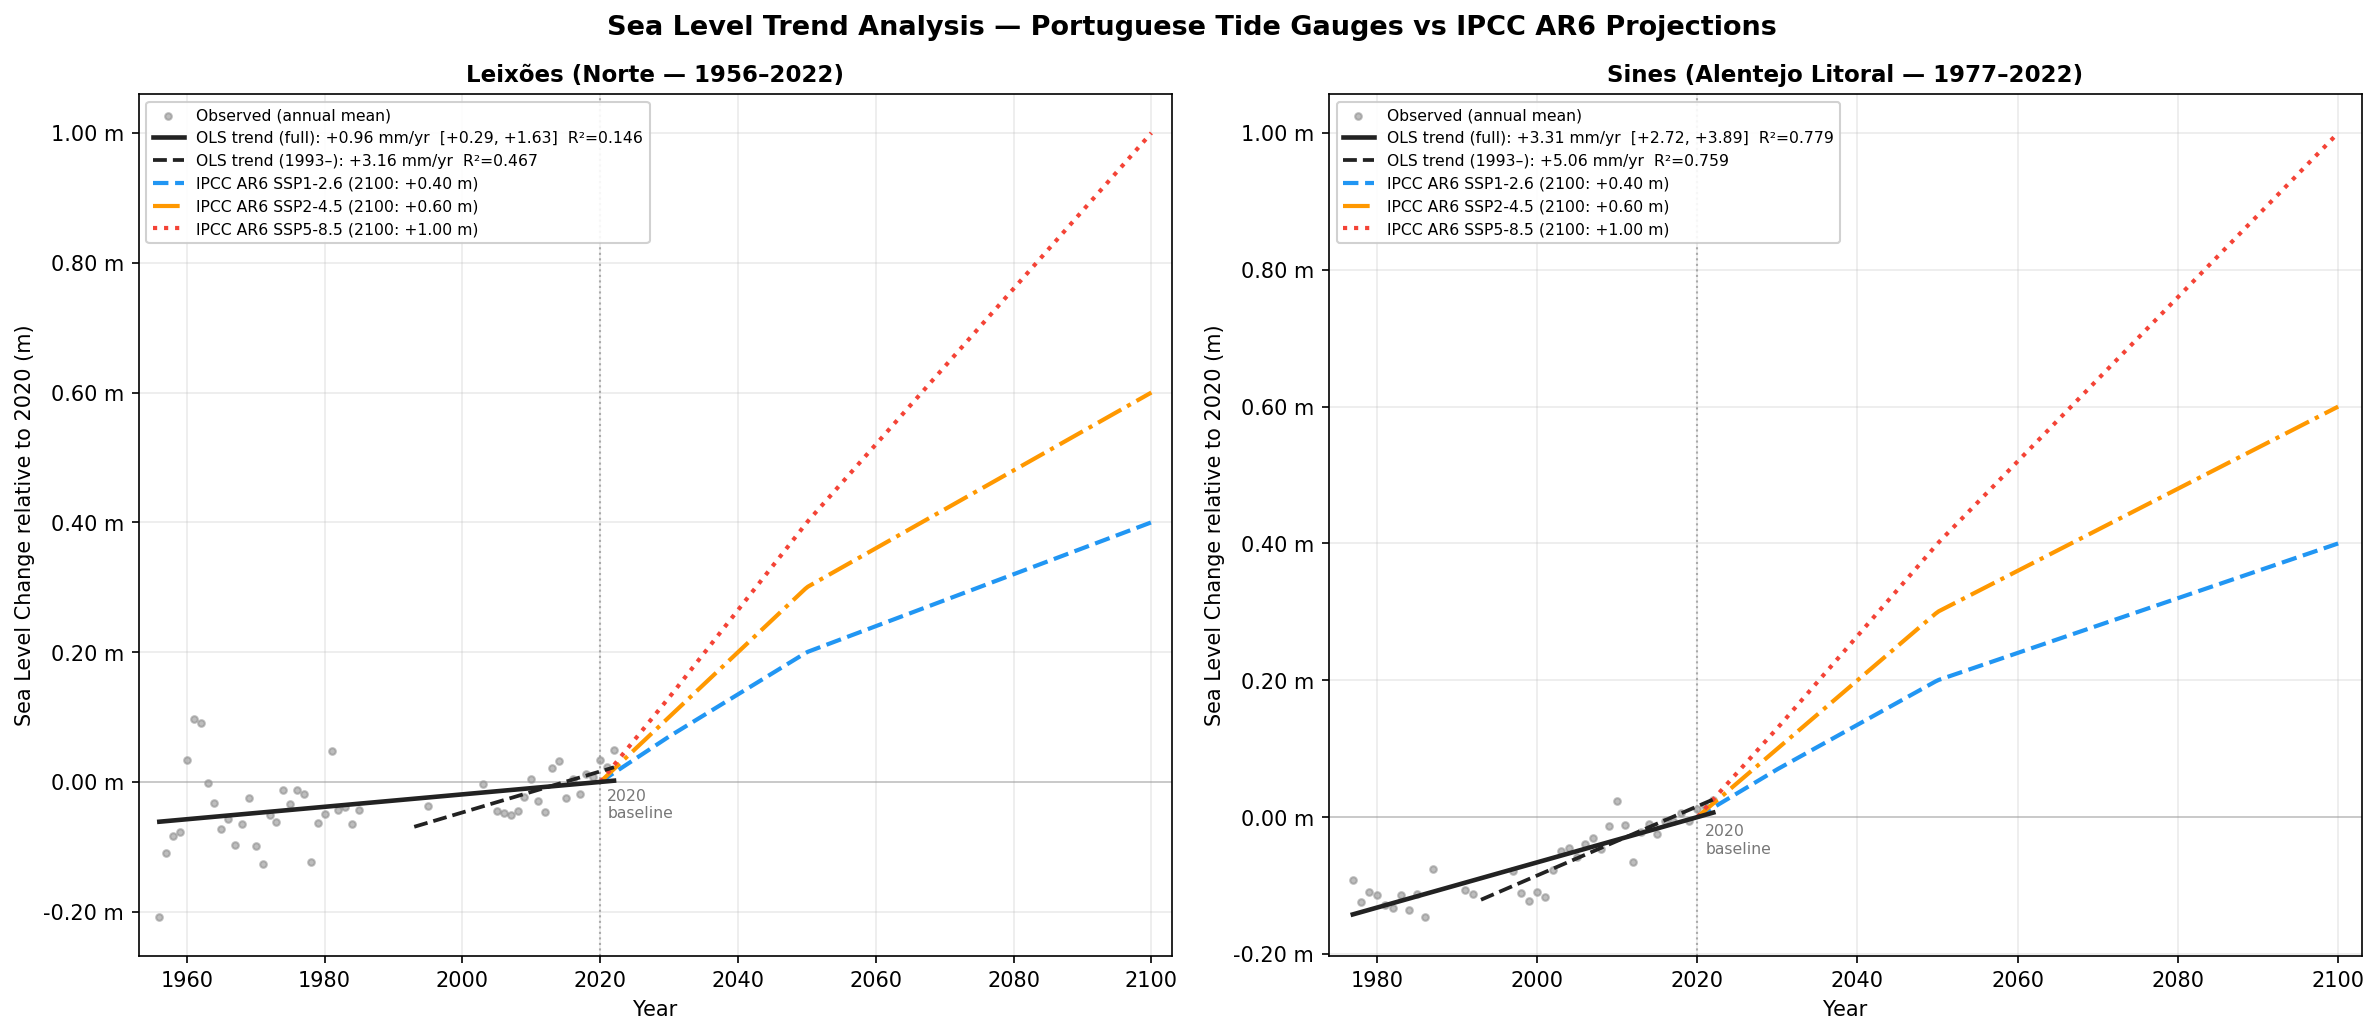 Sea Level Trend Analysis — Portuguese Tide Gauges vs IPCC AR6 Projections
Leixões (Norte — 1956–2022)
Observed (annual mean)
OLS trend (full): +0.96 mm/yr  [+0.29, +1.63]  R²=0.146
OLS trend (1993–): +3.16 mm/yr  R²=0.467
IPCC AR6 SSP1-2.6 (2100: +0.40 m)
IPCC AR6 SSP2-4.5 (2100: +0.60 m)
IPCC AR6 SSP5-8.5 (2100: +1.00 m)
Sea Level Change relative to 2020 (m)
1.00 m
0.80 m
0.60 m
0.40 m
0.20 m
0.00 m
-0.20 m
2020
baseline
1960
1980
2000
2020
2040
2060
2080
2100
Year
Sines (Alentejo Litoral — 1977–2022)
Observed (annual mean)
OLS trend (full): +3.31 mm/yr  [+2.72, +3.89]  R²=0.779
OLS trend (1993–): +5.06 mm/yr  R²=0.759
IPCC AR6 SSP1-2.6 (2100: +0.40 m)
IPCC AR6 SSP2-4.5 (2100: +0.60 m)
IPCC AR6 SSP5-8.5 (2100: +1.00 m)
Sea Level Change relative to 2020 (m)
1.00 m
0.80 m
0.60 m
0.40 m
0.20 m
0.00 m
-0.20 m
2020
baseline
1980
2000
2020
2040
2060
2080
2100
Year